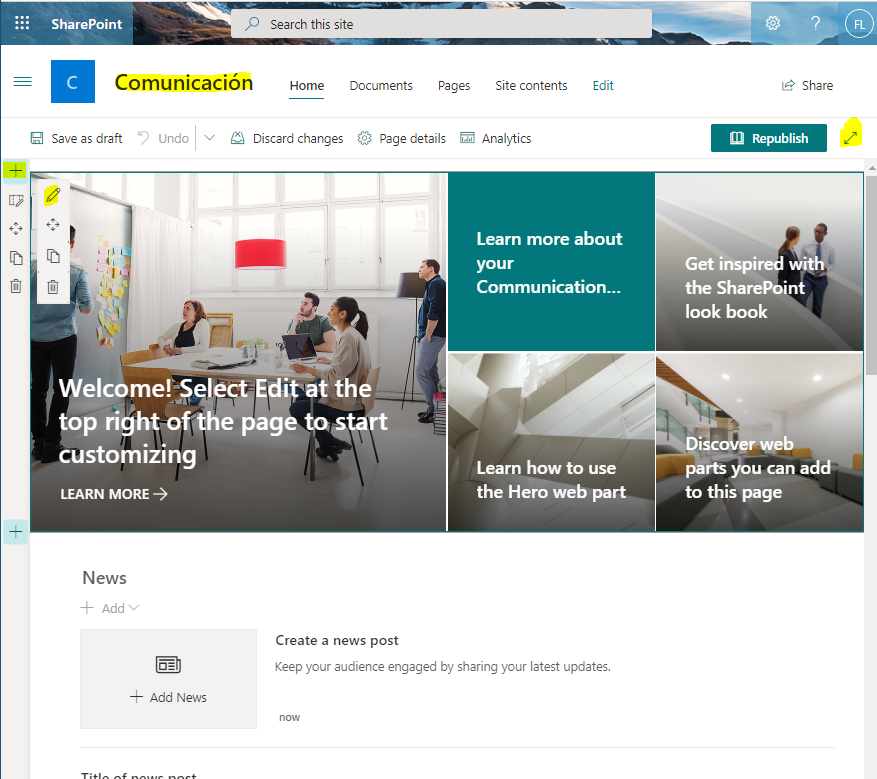 SharePoint
Search this site
?
FL
C
Comunicación
Home
Documents
Pages
Site contents
Edit
Share
Save as draft
Undo
Discard changes
Page details
Analytics
Republish
Welcome! Select Edit at the
top right of the page to start
customizing
LEARN MORE
Learn more about
your
Communication...
Get inspired with
the SharePoint
look book
Learn how to use
the Hero web part
Discover web
parts you can add
to this page
News
Add
Add News
Create a news post
Keep your audience engaged by sharing your latest updates.
now
Title of news post